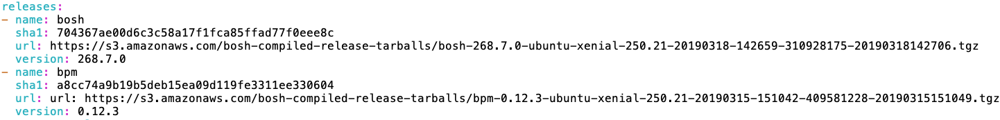 releases:
- name: bosh
  sha1: 704367ae00d6c3c58a17f1fca85ffad77f0eee8c
  url: https://s3.amazonaws.com/bosh-compiled-release-tarballs/bosh-268.7.0-ubuntu-xenial-250.21-20190318-142659-310928175-20190318142706.tgz
  version: 268.7.0
- name: bpm
  sha1: a8cc74a9b19b5deb15ea09d119fe3311ee330604
  url: url: https://s3.amazonaws.com/bosh-compiled-release-tarballs/bpm-0.12.3-ubuntu-xenial-250.21-20190315-151042-409581228-20190315151049.tgz
  version: 0.12.3